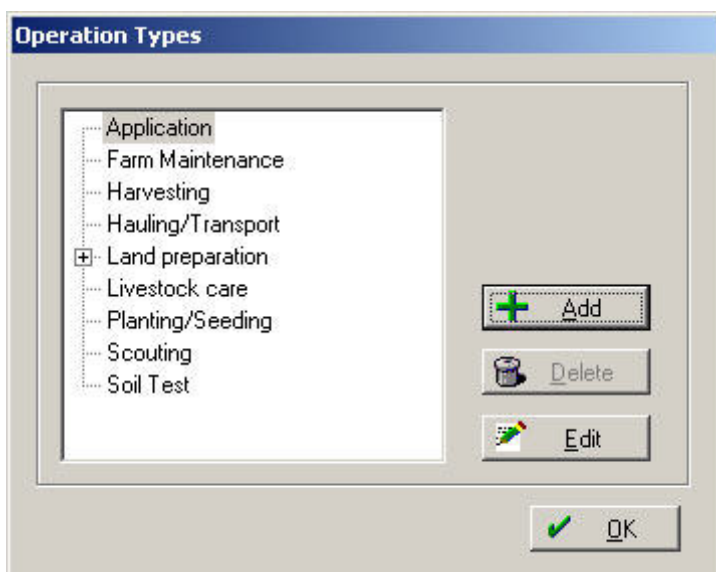 Operation Types
Application
Farm Maintenance
Harvesting
Hauling/Transport
Land preparation
Livestock care
Planting/Seeding
Scouting
Soil Test
Add
Delete
Edit
OK